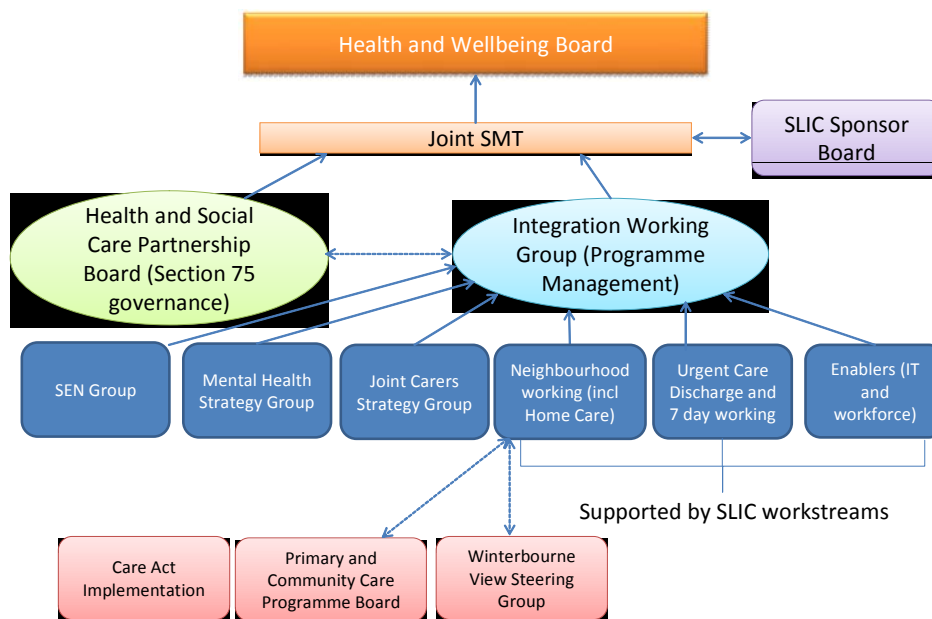 Health and Wellbeing Board
Joint SMT
SLIC Sponsor
Board
Health and Social
Care Partnership
Board (Section 75
governance)
Integration Working
Group (Programme
Management)
SEN Group
Mental Health
Strategy Group
Joint Carers
Strategy Group
Neighbourhood
working (incl
Home Care)
Urgent Care
Discharge and
7 day working
Enablers (IT
and
workforce)
Supported by SLIC workstreams
Care Act
Implementation
Primary and
Community Care
Programme Board
Winterbourne
View Steering
Group